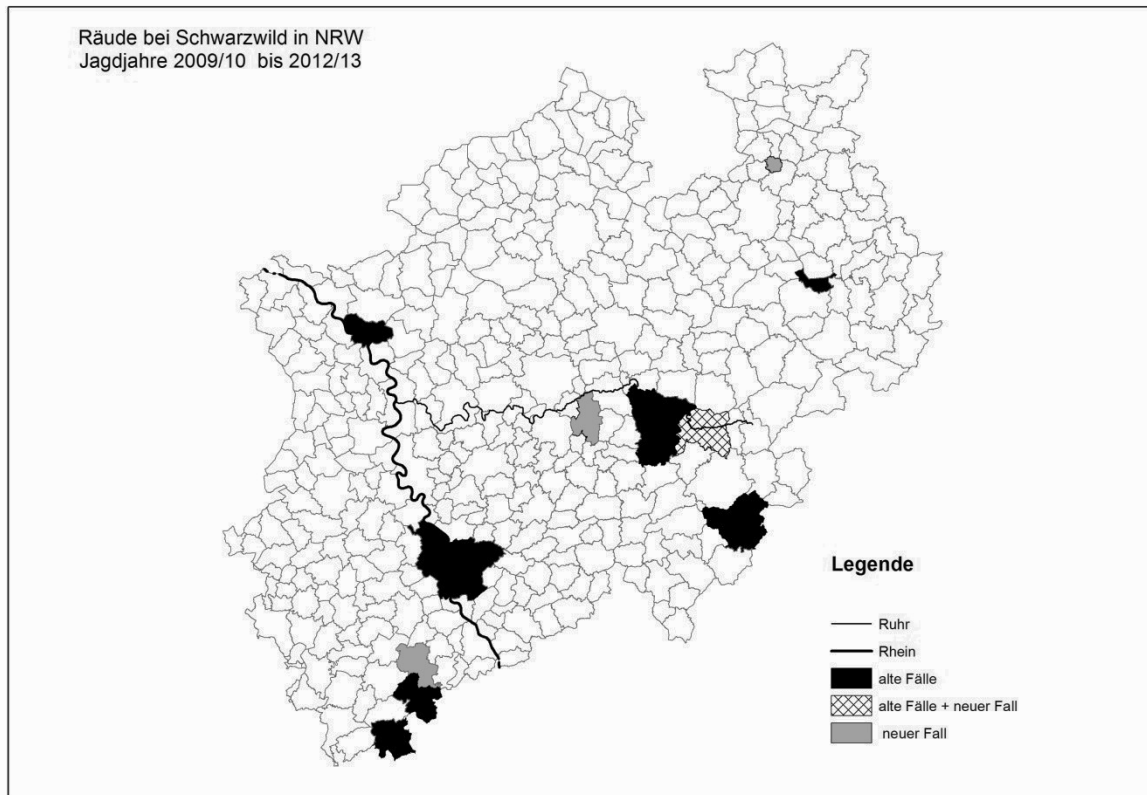 Räude bei Schwarzwild in NRW
Jagdjahre 2009/10 bis 2012/13
Legende
Ruhr
Rhein
alte Fälle
alte Fälle + neuer Fall
neuer Fall